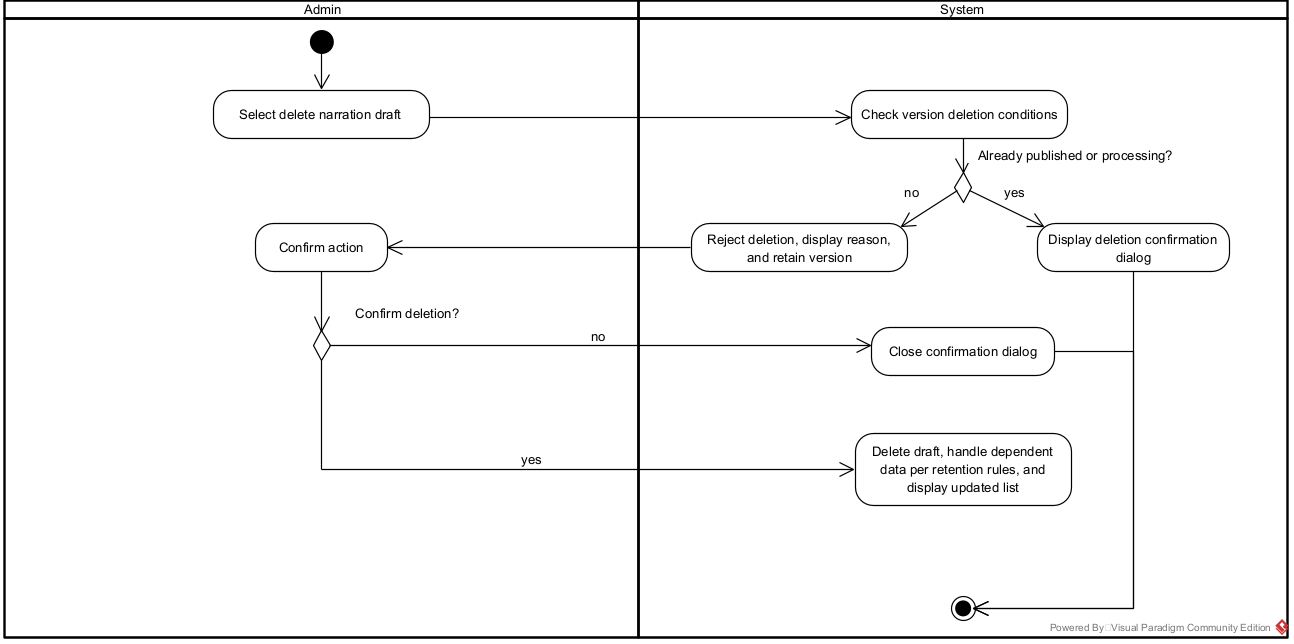 Admin
System
Select delete narration draft
Check version deletion conditions
Already published or processing?
no
yes
Confirm action
Reject deletion, display reason,
and retain version
Display deletion confirmation
dialog
Confirm deletion?
no
Close confirmation dialog
yes
Delete draft, handle dependent
data per retention rules, and
display updated list
Powered By Visual Paradigm Community Edition